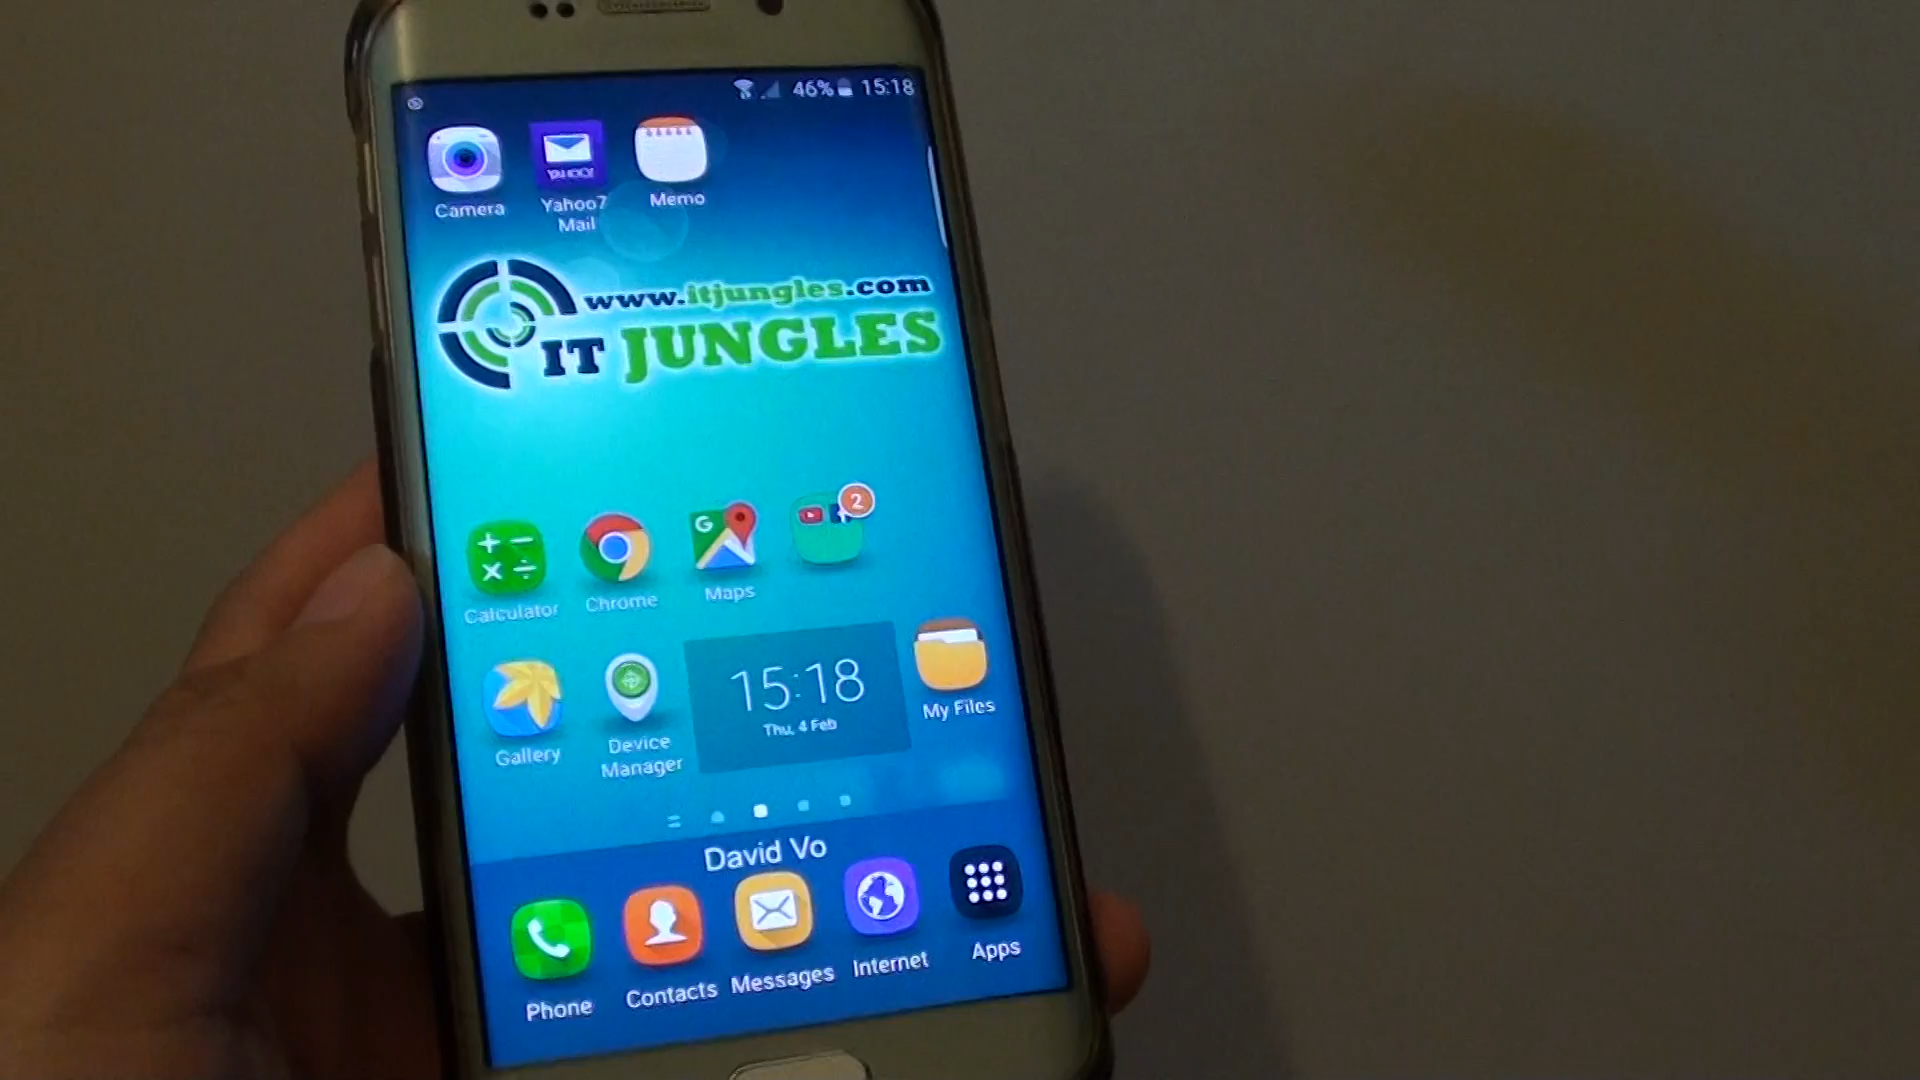 46% 15:18
YAHOO!
Camera
Yahoo7
Mail
Memo
www.itjungles.com
IT JUNGLES
2
G
Calculator
Chrome
Maps
15:18
Thu, 4 Feb
Gallery
Device
Manager
My Files
David Vo
Phone
Contacts
Messages
Internet
Apps